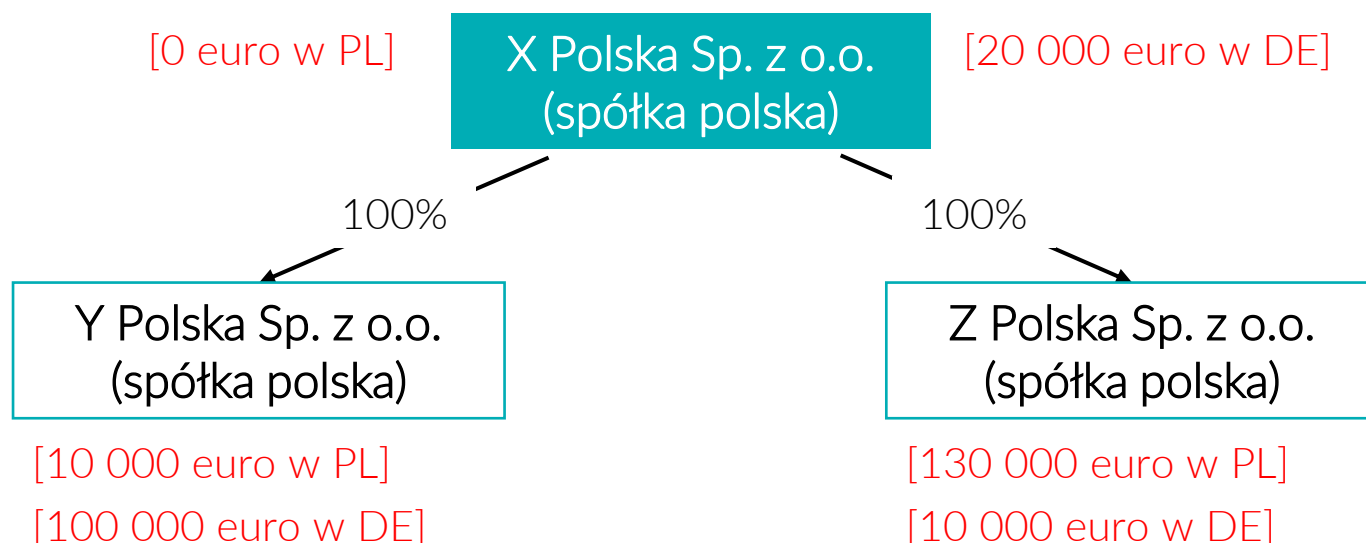 [0 euro w PL]
X Polska Sp. z o.o.
(spółka polska)
[20 000 euro w DE]
100%
100%
Y Polska Sp. z o.o.
(spółka polska)
Z Polska Sp. z o.o.
(spółka polska)
[10 000 euro w PL]
[100 000 euro w DE]
[130 000 euro w PL]
[10 000 euro w DE]